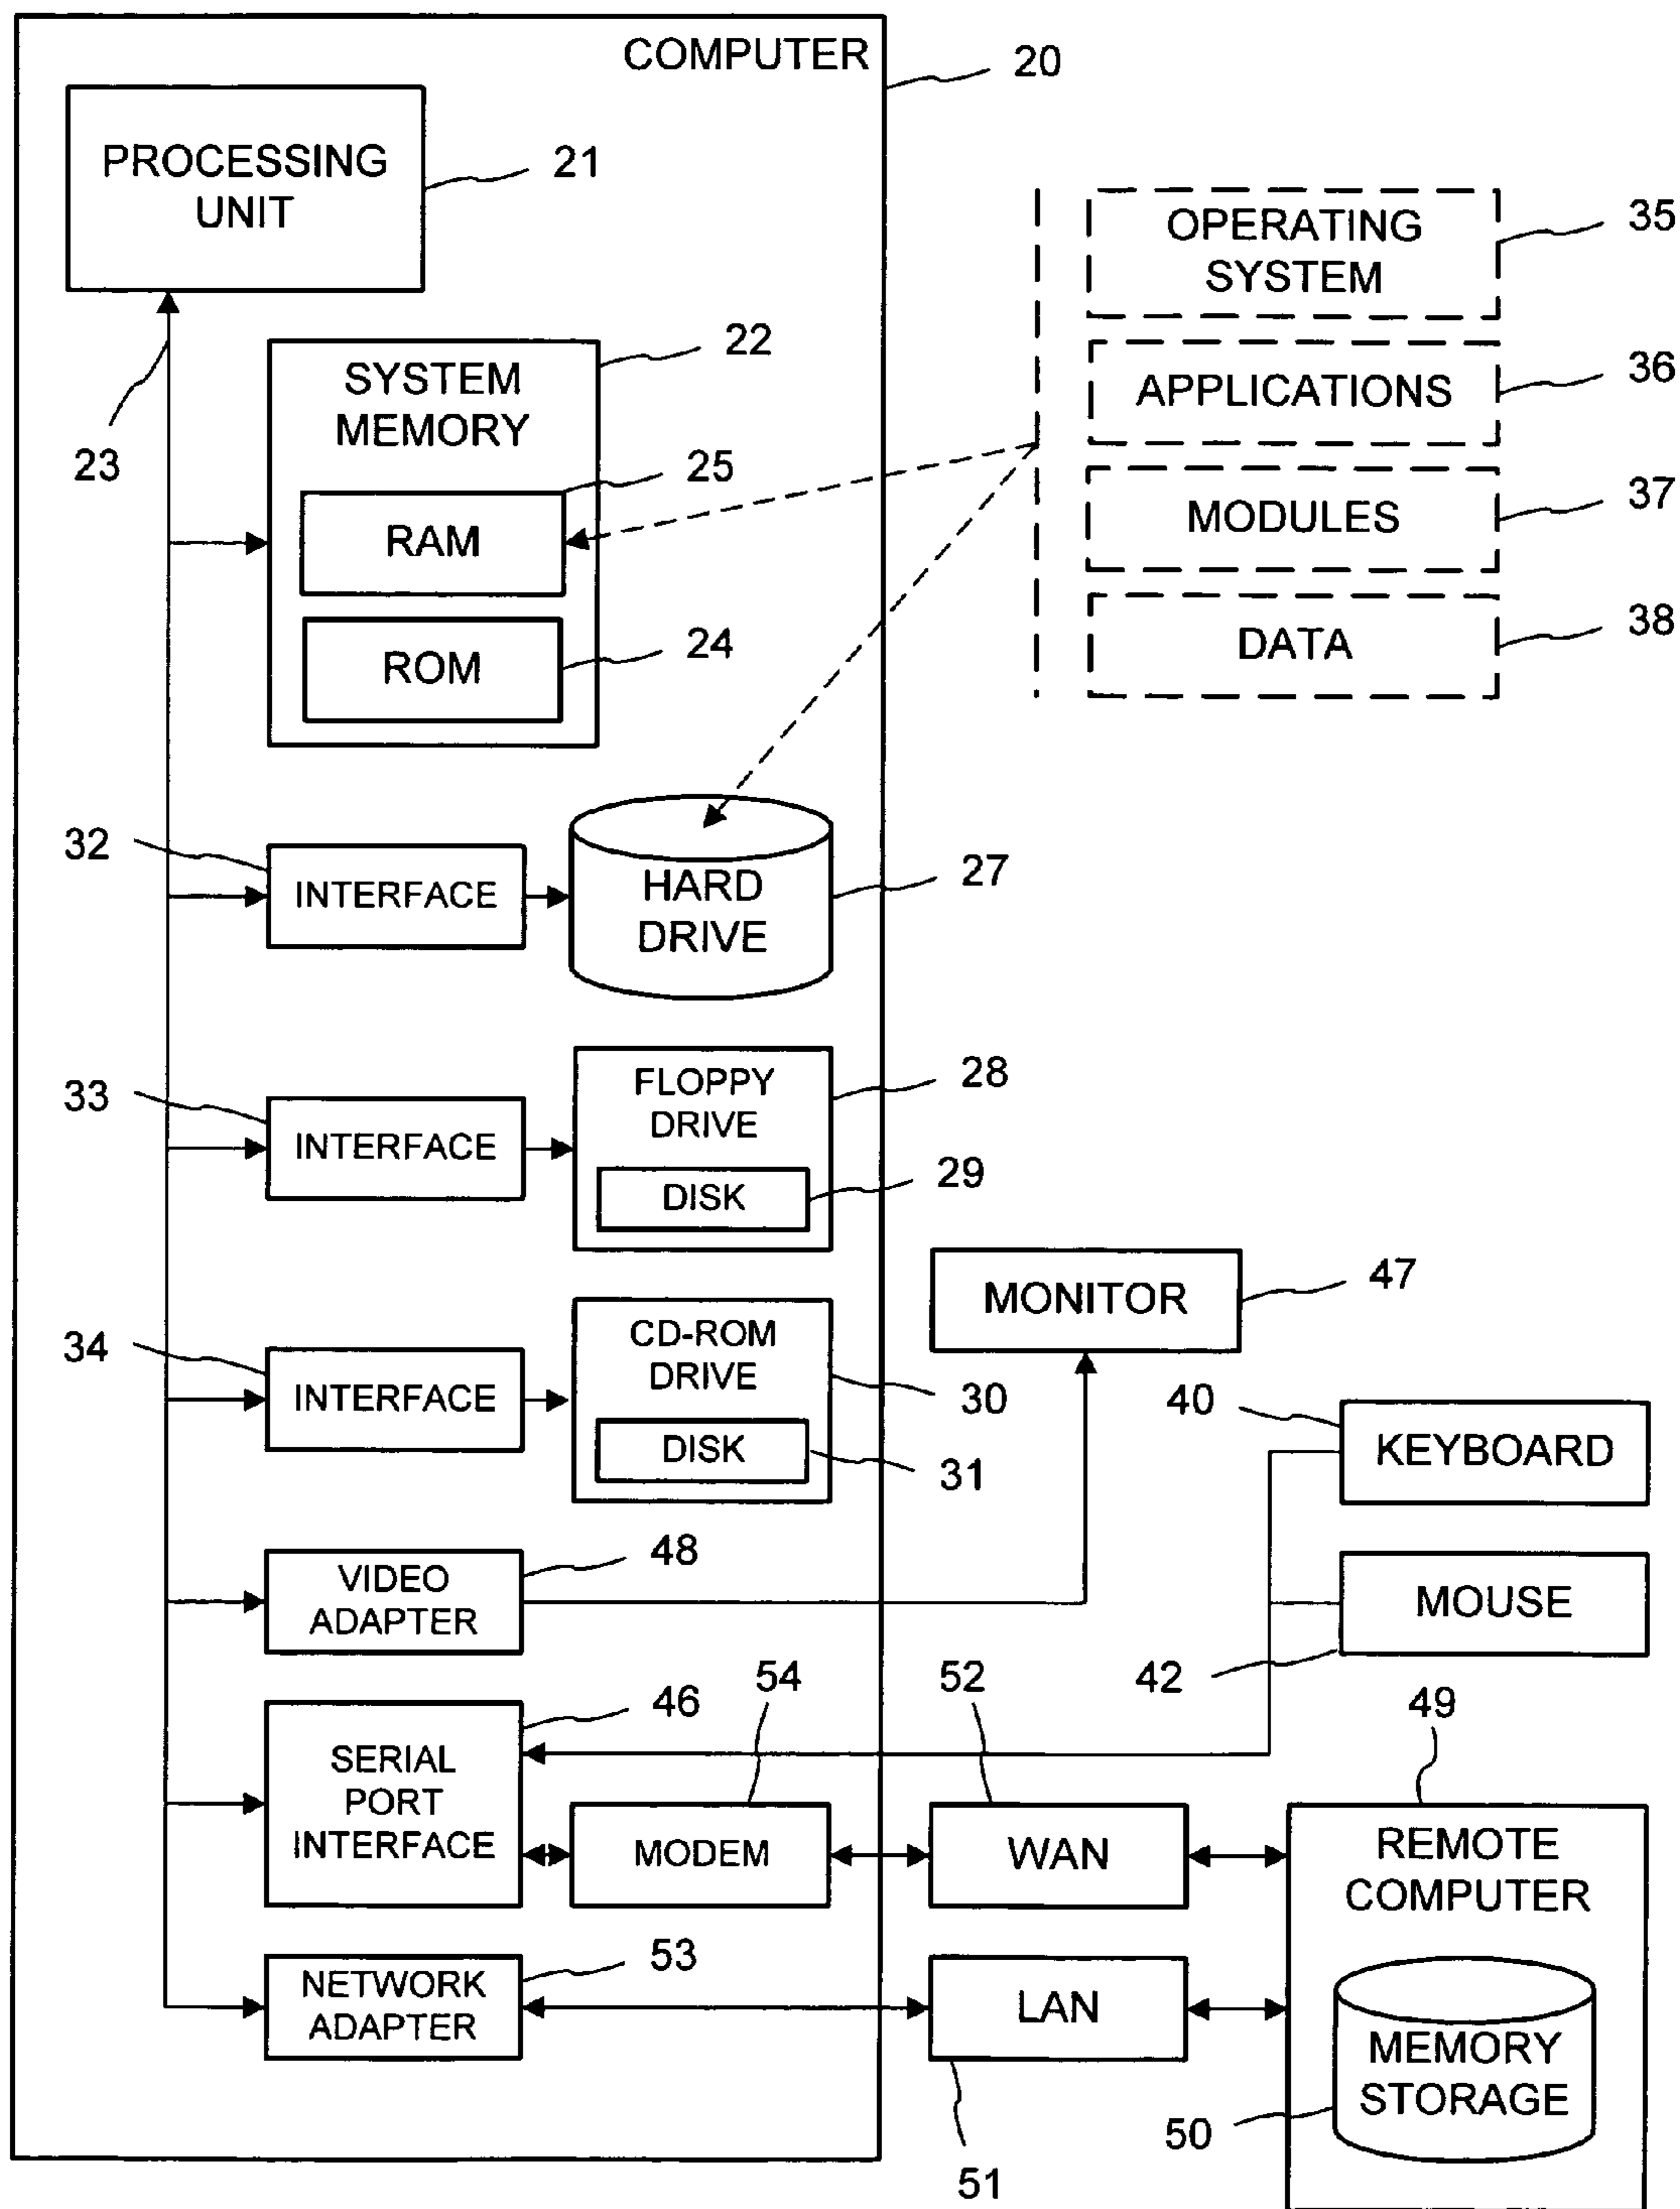 COMPUTER
20
PROCESSING
UNIT
21
23
SYSTEM
MEMORY
22
RAM
25
ROM
24
OPERATING
SYSTEM
35
APPLICATIONS
36
MODULES
37
DATA
38
32
INTERFACE
HARD
DRIVE
27
33
INTERFACE
FLOPPY
DRIVE
28
DISK
29
34
INTERFACE
CD-ROM
DRIVE
30
DISK
31
MONITOR
47
40
KEYBOARD
MOUSE
42
VIDEO
ADAPTER
48
SERIAL
PORT
INTERFACE
46
54
MODEM
52
WAN
49
REMOTE
COMPUTER
MEMORY
STORAGE
50
NETWORK
ADAPTER
53
LAN
51